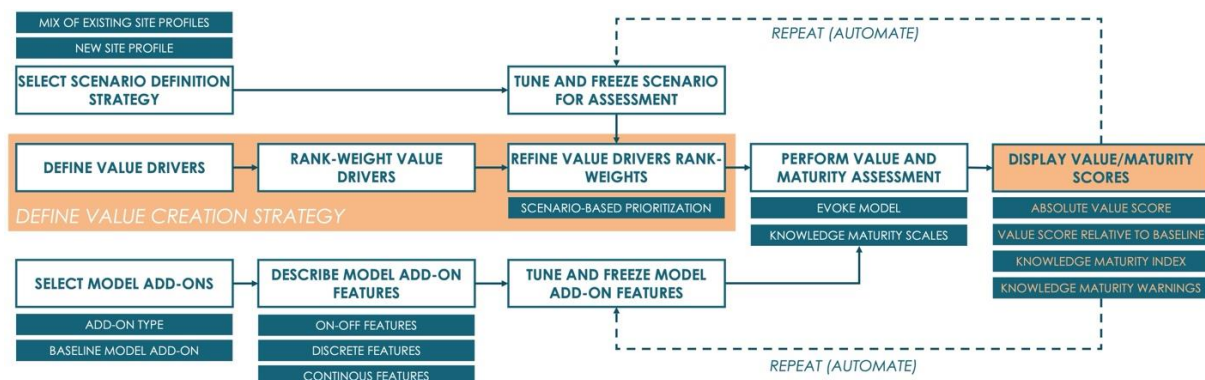 MIX OF EXISTING SITE PROFILES
NEW SITE PROFILE
SELECT SCENARIO DEFINITION
STRATEGY
TUNE AND FREEZE SCENARIO
FOR ASSESSMENT
REPEAT (AUTOMATE)
DEFINE VALUE DRIVERS
RANK-WEIGHT VALUE
DRIVERS
REFINE VALUE DRIVERS RANK-
WEIGHTS
SCENARIO-BASED PRIORITIZATION
DEFINE VALUE CREATION STRATEGY
PERFORM VALUE AND
MATURITY ASSESSMENT
EVOKE MODEL
KNOWLEDGE MATURITY SCALES
DISPLAY VALUE/MATURITY
SCORES
ABSOLUTE VALUE SCORE
VALUE SCORE RELATIVE TO BASELINE
KNOWLEDGE MATURITY INDEX
KNOWLEDGE MATURITY WARNINGS
SELECT MODEL ADD-ONS
ADD-ON TYPE
BASELINE MODEL ADD-ON
DESCRIBE MODEL ADD-ON
FEATURES
ON-OFF FEATURES
DISCRETE FEATURES
CONTINOUS FEATURES
TUNE AND FREEZE MODEL
ADD-ON FEATURES
REPEAT (AUTOMATE)